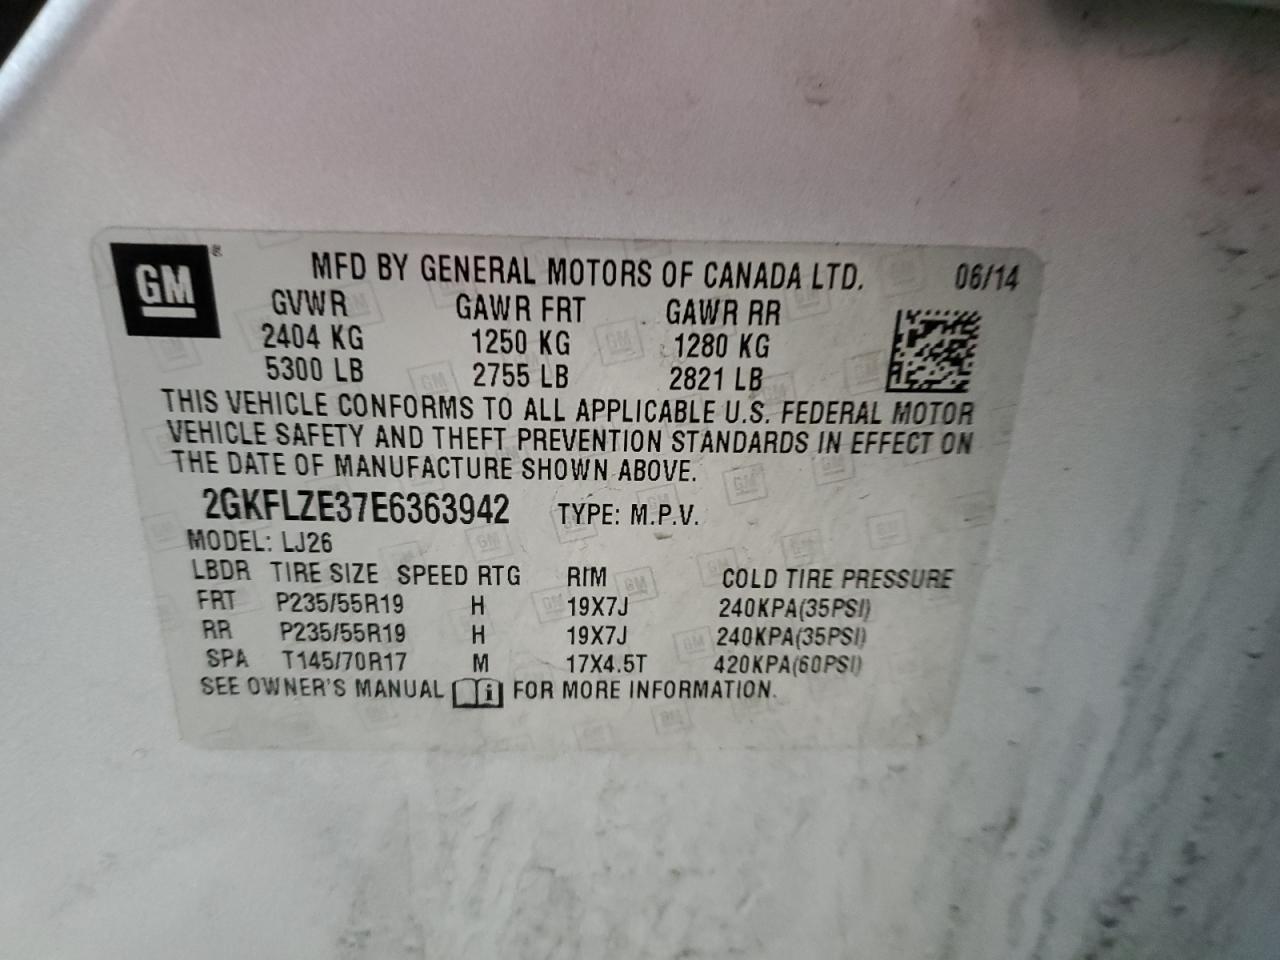 GM®
MFD BY GENERAL MOTORS OF CANADA LTD. 06/14
GVWR GAWR FRT GAWR RR
2404 KG 1250 KG 1280 KG
5300 LB 2755 LB 2821 LB
THIS VEHICLE CONFORMS TO ALL APPLICABLE U.S. FEDERAL MOTOR
VEHICLE SAFETY AND THEFT PREVENTION STANDARDS IN EFFECT ON
THE DATE OF MANUFACTURE SHOWN ABOVE.
2GKFLZE37E6363942 TYPE: M.P.V.
MODEL: LJ26
LBDR TIRE SIZE SPEED RTG RIM COLD TIRE PRESSURE
FRT P235/55R19 H 19X7J 240KPA(35PSI)
RR P235/55R19 H 19X7J 240KPA(35PSI)
SPA T145/70R17 M 17X4.5T 420KPA(60PSI)
SEE OWNER'S MANUAL FOR MORE INFORMATION.